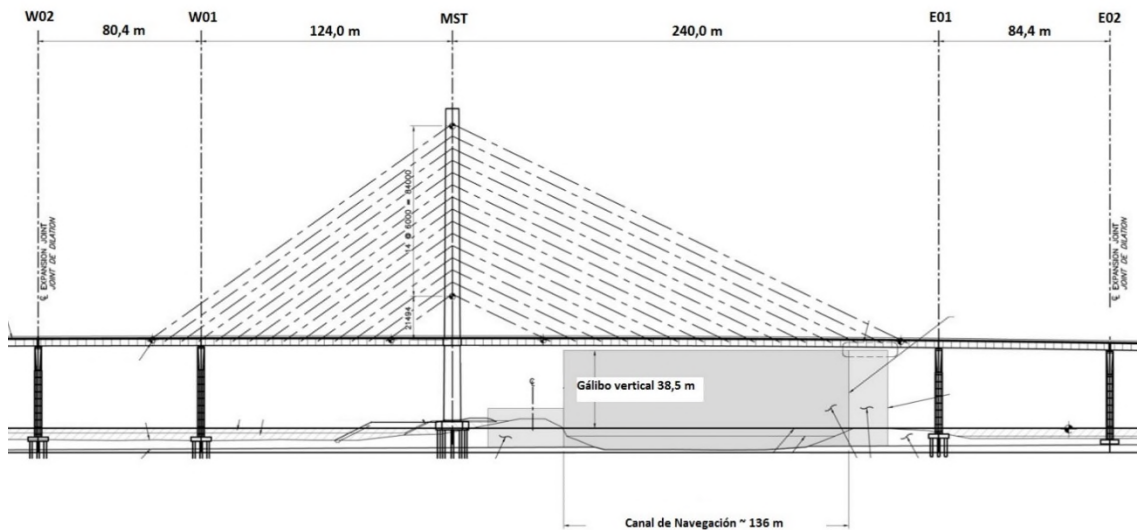 W02 W01 MST E01 E02
80,4 m 124,0 m 240,0 m 84,4 m
14 @ 6000 = 84000
21494
℄ EXPANSION JOINT
JOINT DE DILATION
℄ EXPANSION JOINT
JOINT DE DILATION
℄
Gálibo vertical 38,5 m
Canal de Navegación ~ 136 m